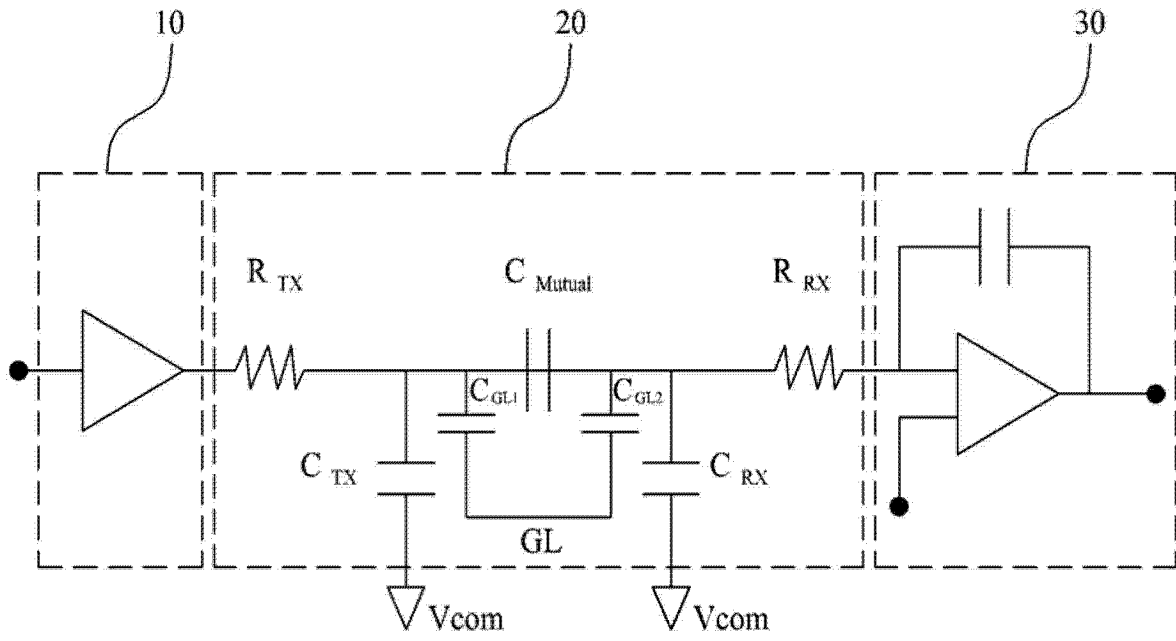 10
20
30
R TX
C Mutual
R RX
C GL1
C GL2
C TX
C RX
GL
Vcom
Vcom